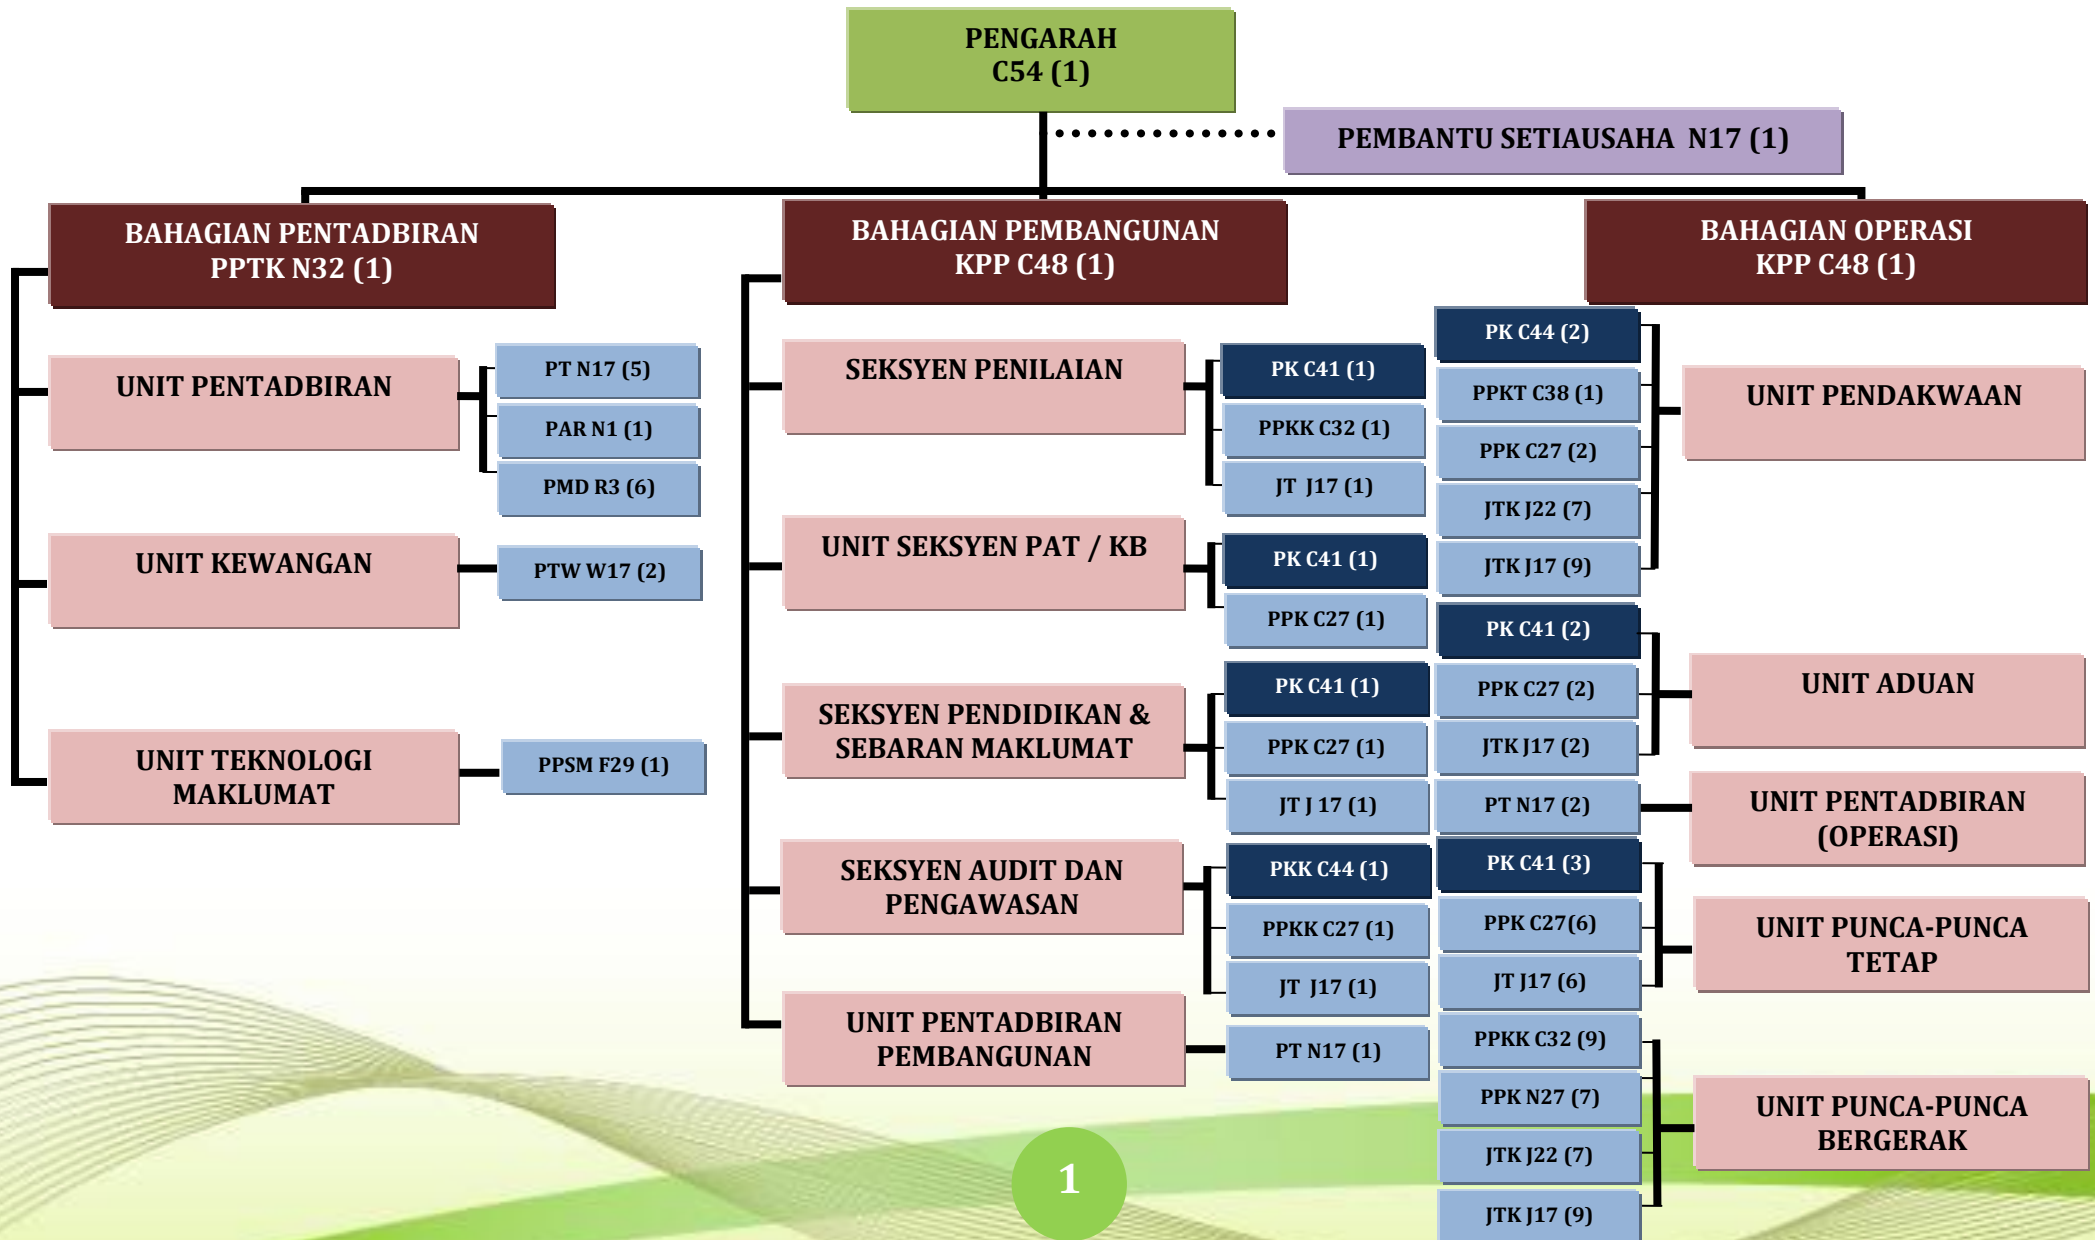 PENGARAH
C54 (1)
PEMBANTU SETIAUSAHA N17 (1)
BAHAGIAN PENTADBIRAN
PPTK N32 (1)
UNIT PENTADBIRAN
PT N17 (5)
PAR N1 (1)
PMD R3 (6)
UNIT KEWANGAN
PTW W17 (2)
UNIT TEKNOLOGI
MAKLUMAT
PPSM F29 (1)
BAHAGIAN PEMBANGUNAN
KPP C48 (1)
SEKSYEN PENILAIAN
PK C41 (1)
PPKK C32 (1)
JT J17 (1)
UNIT SEKSYEN PAT / KB
PK C41 (1)
PPK C27 (1)
SEKSYEN PENDIDIKAN &
SEBARAN MAKLUMAT
PK C41 (1)
PPK C27 (1)
JT J 17 (1)
SEKSYEN AUDIT DAN
PENGAWASAN
PKK C44 (1)
PPKK C27 (1)
JT J17 (1)
UNIT PENTADBIRAN
PEMBANGUNAN
PT N17 (1)
BAHAGIAN OPERASI
KPP C48 (1)
PK C44 (2)
PPKT C38 (1)
PPK C27 (2)
JTK J22 (7)
JTK J17 (9)
UNIT PENDAKWAAN
PK C41 (2)
PPK C27 (2)
JTK J17 (2)
UNIT ADUAN
PT N17 (2)
UNIT PENTADBIRAN
(OPERASI)
PK C41 (3)
PPK C27(6)
JT J17 (6)
UNIT PUNCA-PUNCA
TETAP
PPKK C32 (9)
PPK N27 (7)
JTK J22 (7)
JTK J17 (9)
UNIT PUNCA-PUNCA
BERGERAK
1